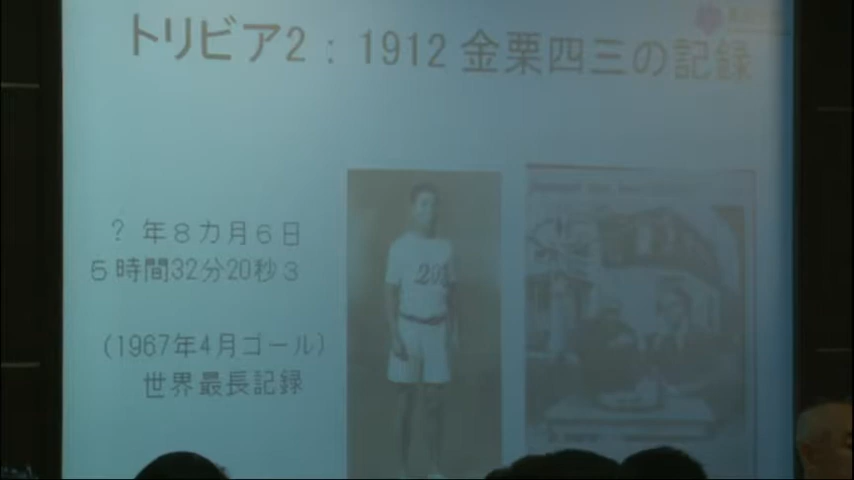 トリビア2：1912 金栗四三の記録
？年８カ月６日
５時間32分20秒３
(1967年4月ゴール)
世界最長記録